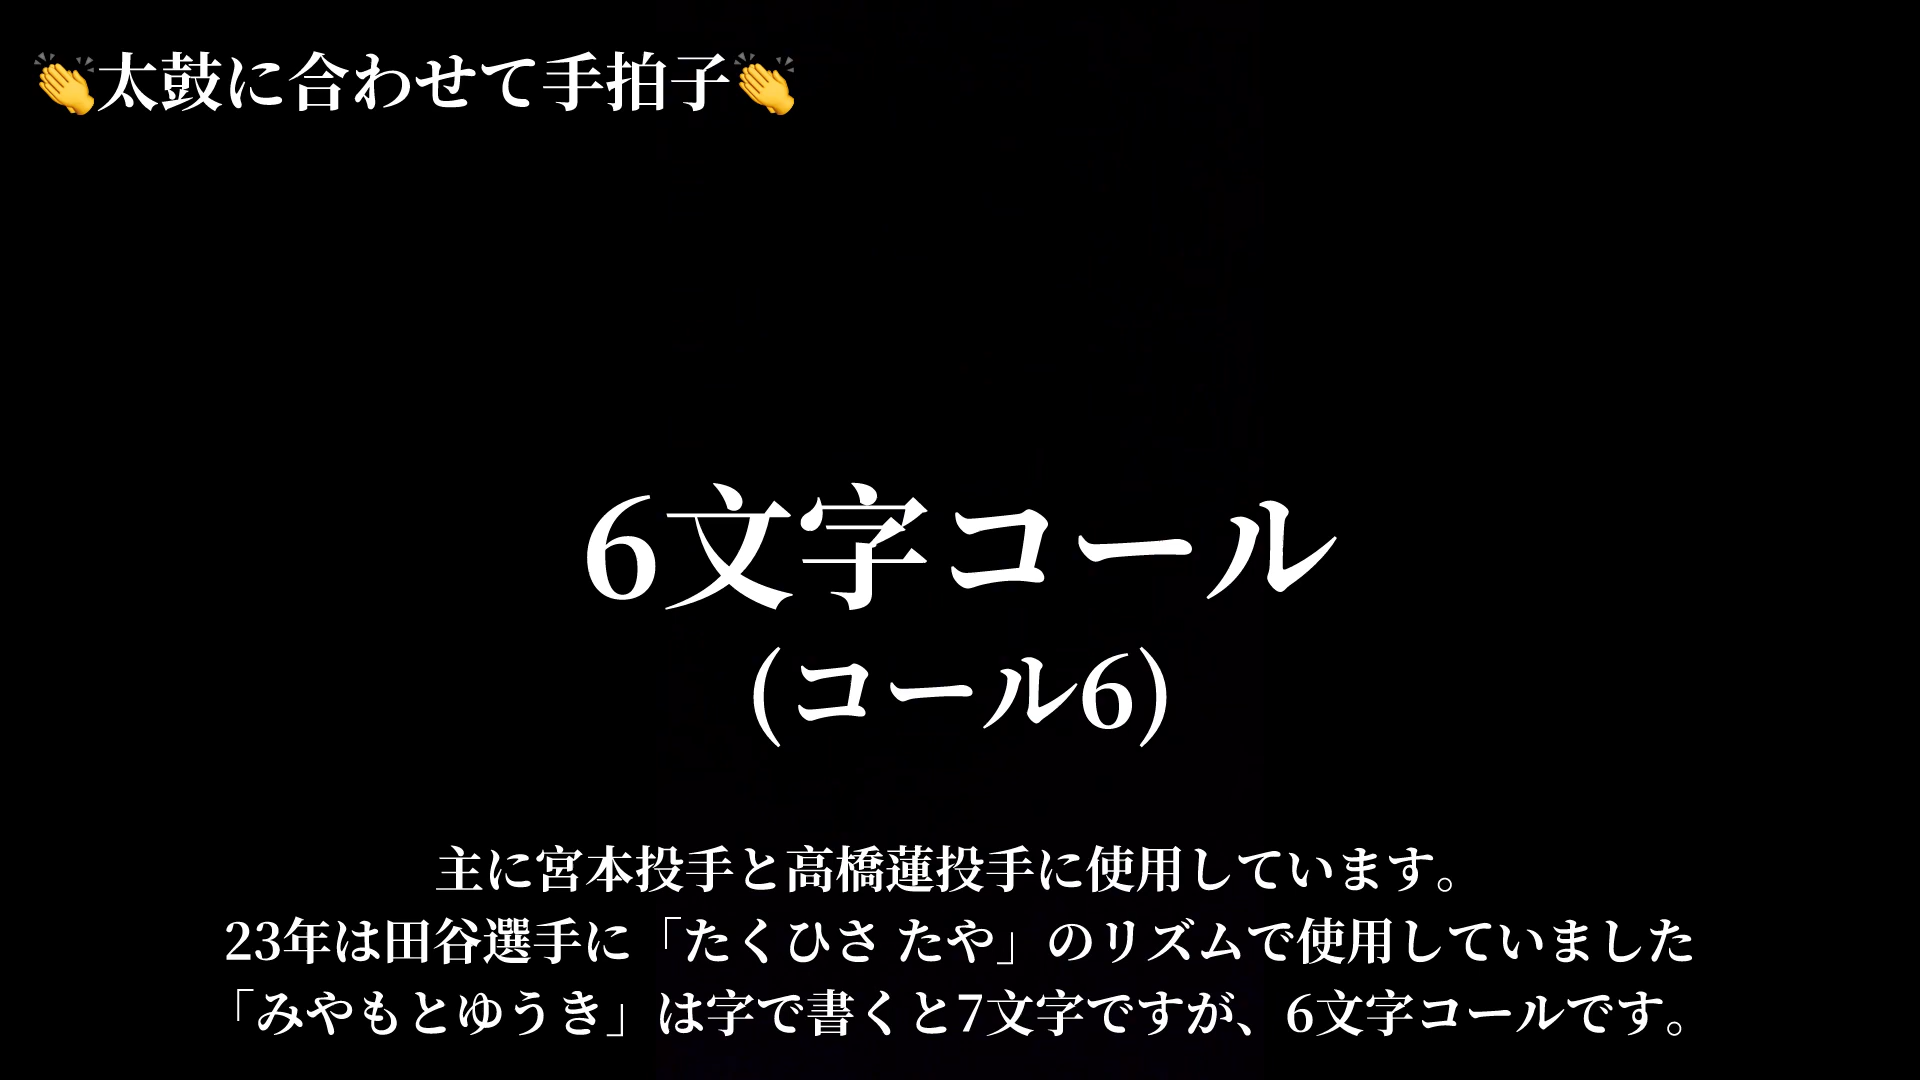 👏太鼓に合わせて手拍子👏
6文字コール
(コール6)
主に宮本投手と高橋蓮投手に使用しています。
23年は田谷選手に「たくひさ たや」のリズムで使用していました
「みやもとゆうき」は字で書くと7文字ですが、6文字コールです。